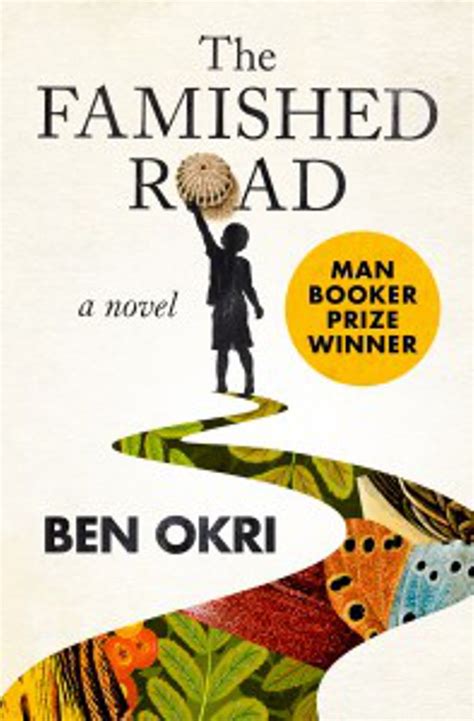 The
FAMISHED
ROAD
a novel
MAN
BOOKER
PRIZE
WINNER
BEN OKRI